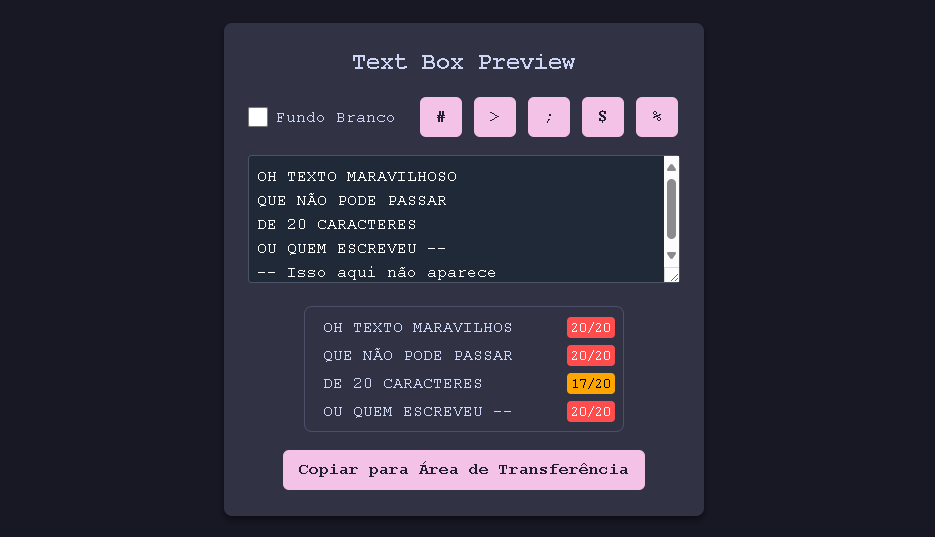 Text Box Preview
Fundo Branco # > ; $ %
OH TEXTO MARAVILHOSO
QUE NÃO PODE PASSAR
DE 20 CARACTERES
OU QUEM ESCREVEU --
-- Isso aqui não aparece
OH TEXTO MARAVILHOS 20/20
QUE NÃO PODE PASSAR 20/20
DE 20 CARACTERES 17/20
OU QUEM ESCREVEU -- 20/20
Copiar para Área de Transferência